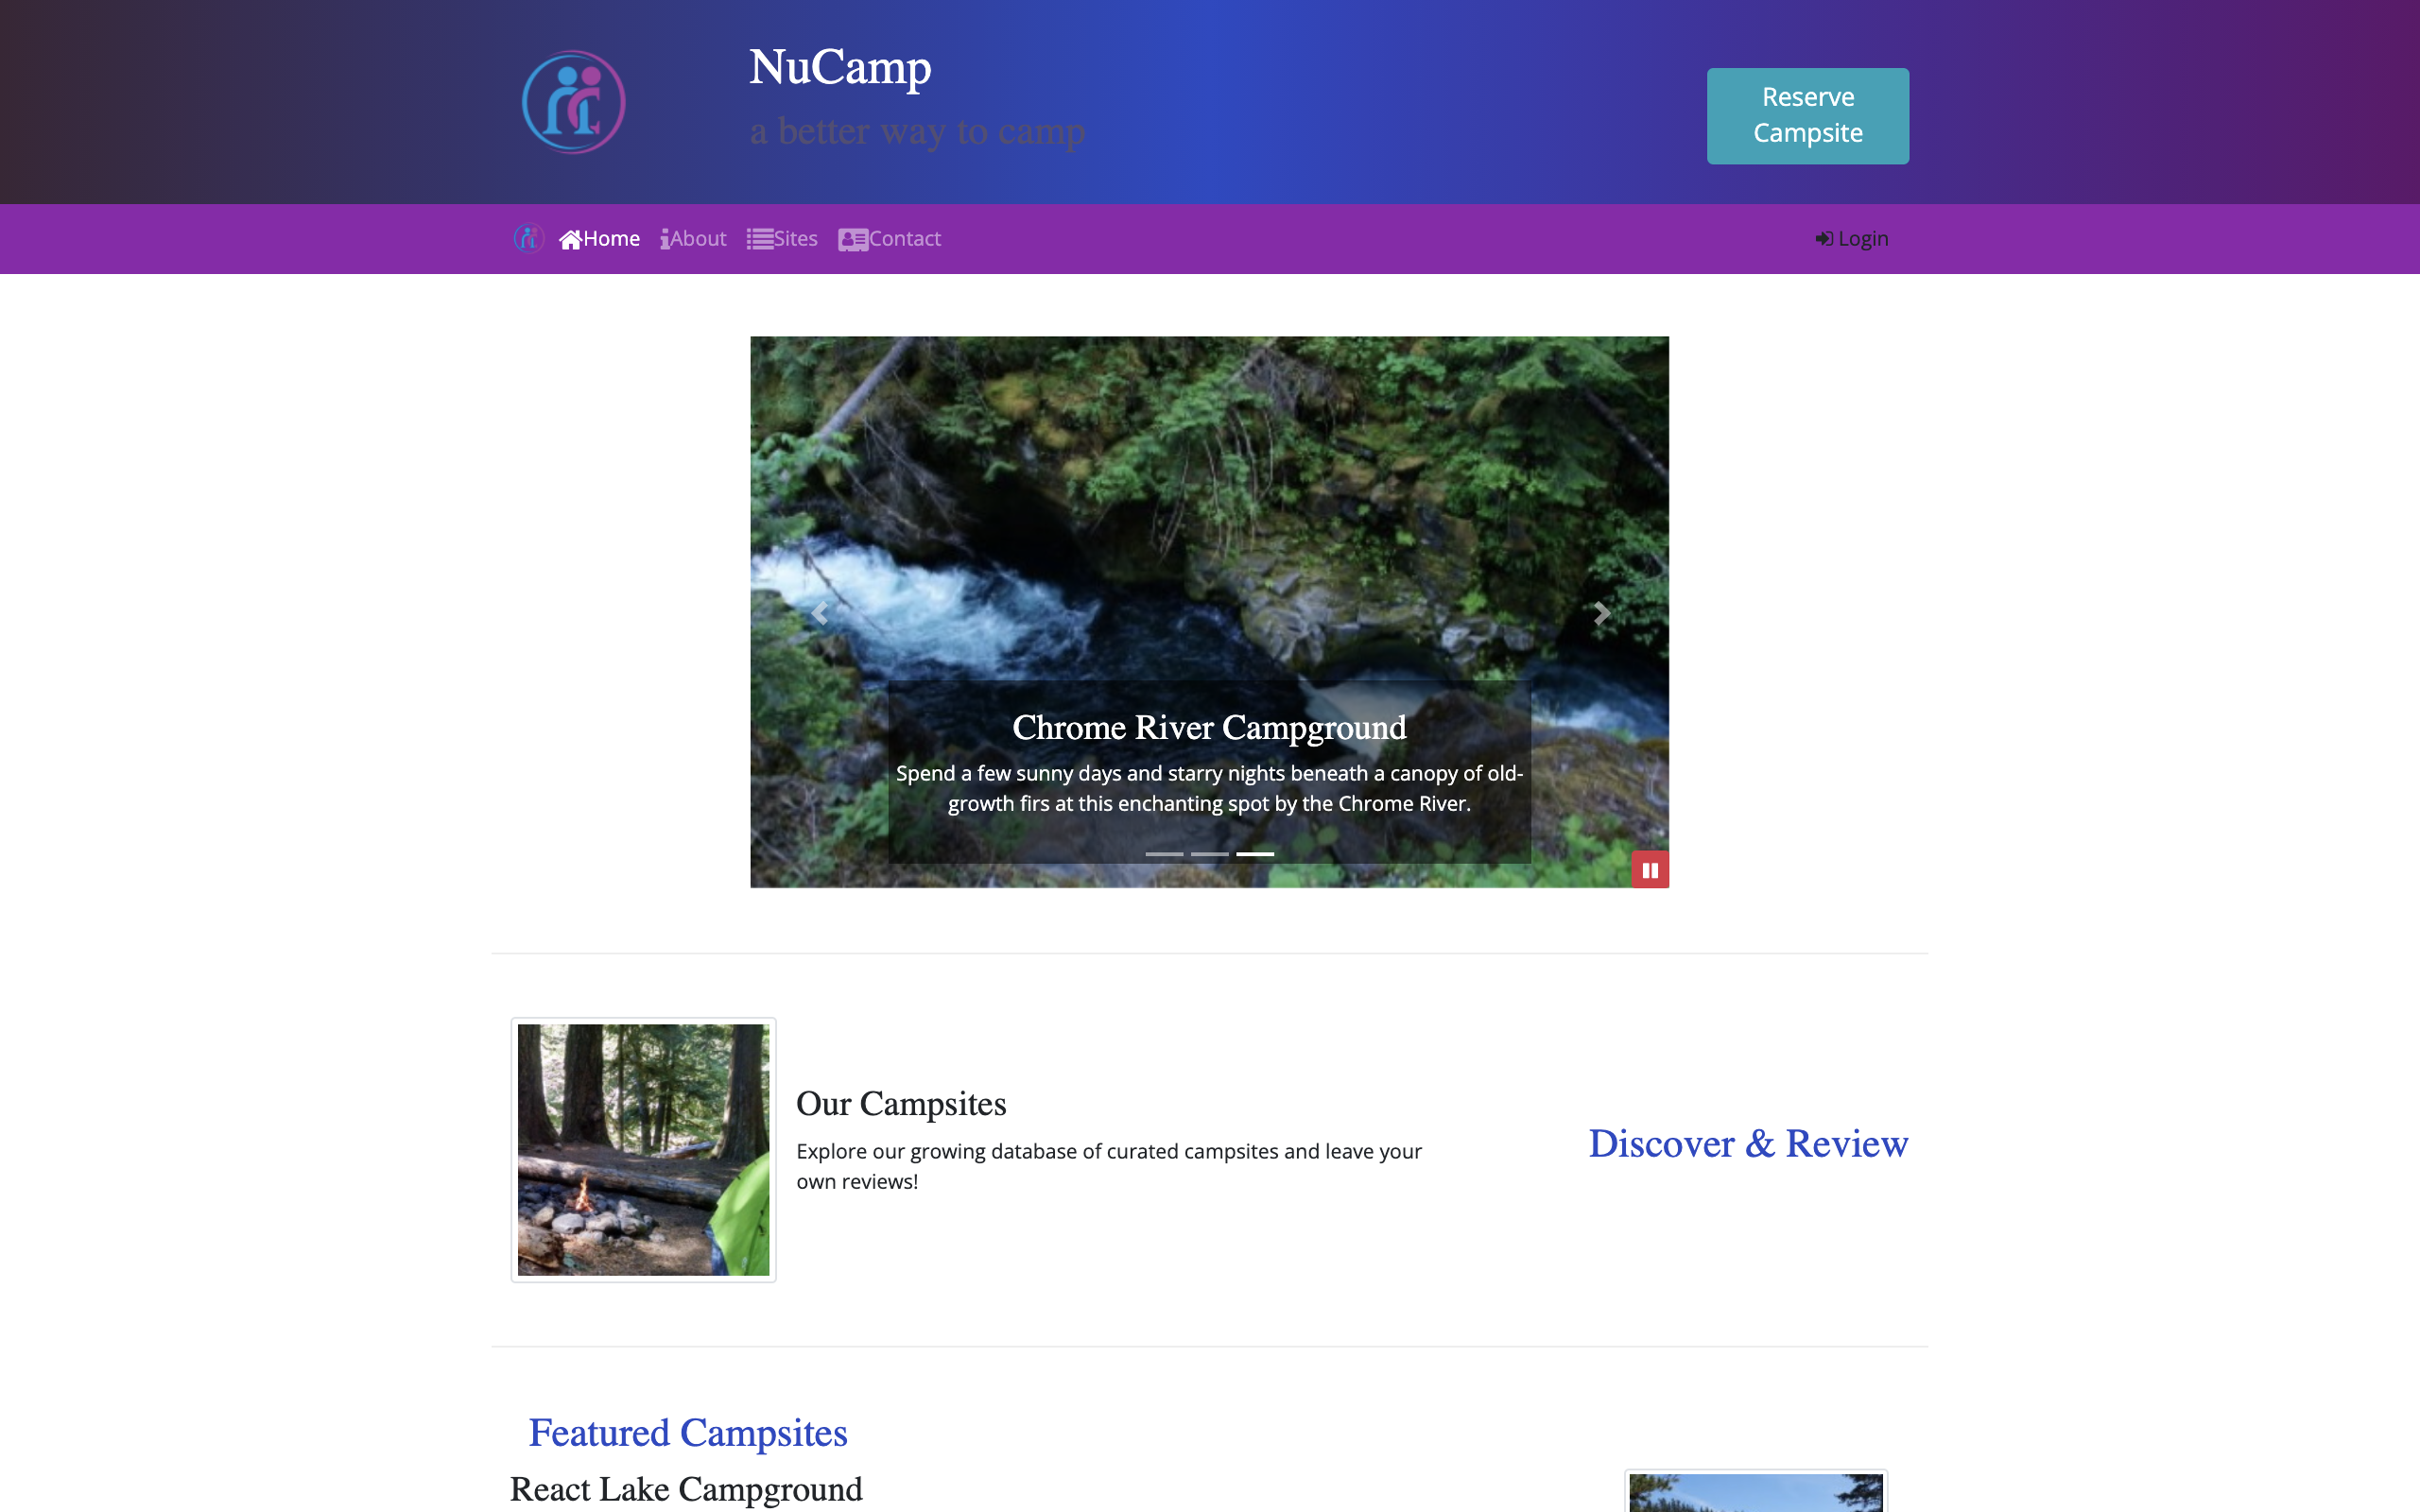 NuCamp
a better way to camp
Reserve
Campsite
Home About Sites Contact Login
Chrome River Campground
Spend a few sunny days and starry nights beneath a canopy of old-
growth firs at this enchanting spot by the Chrome River.
Our Campsites
Explore our growing database of curated campsites and leave your
own reviews!
Discover & Review
Featured Campsites
React Lake Campground